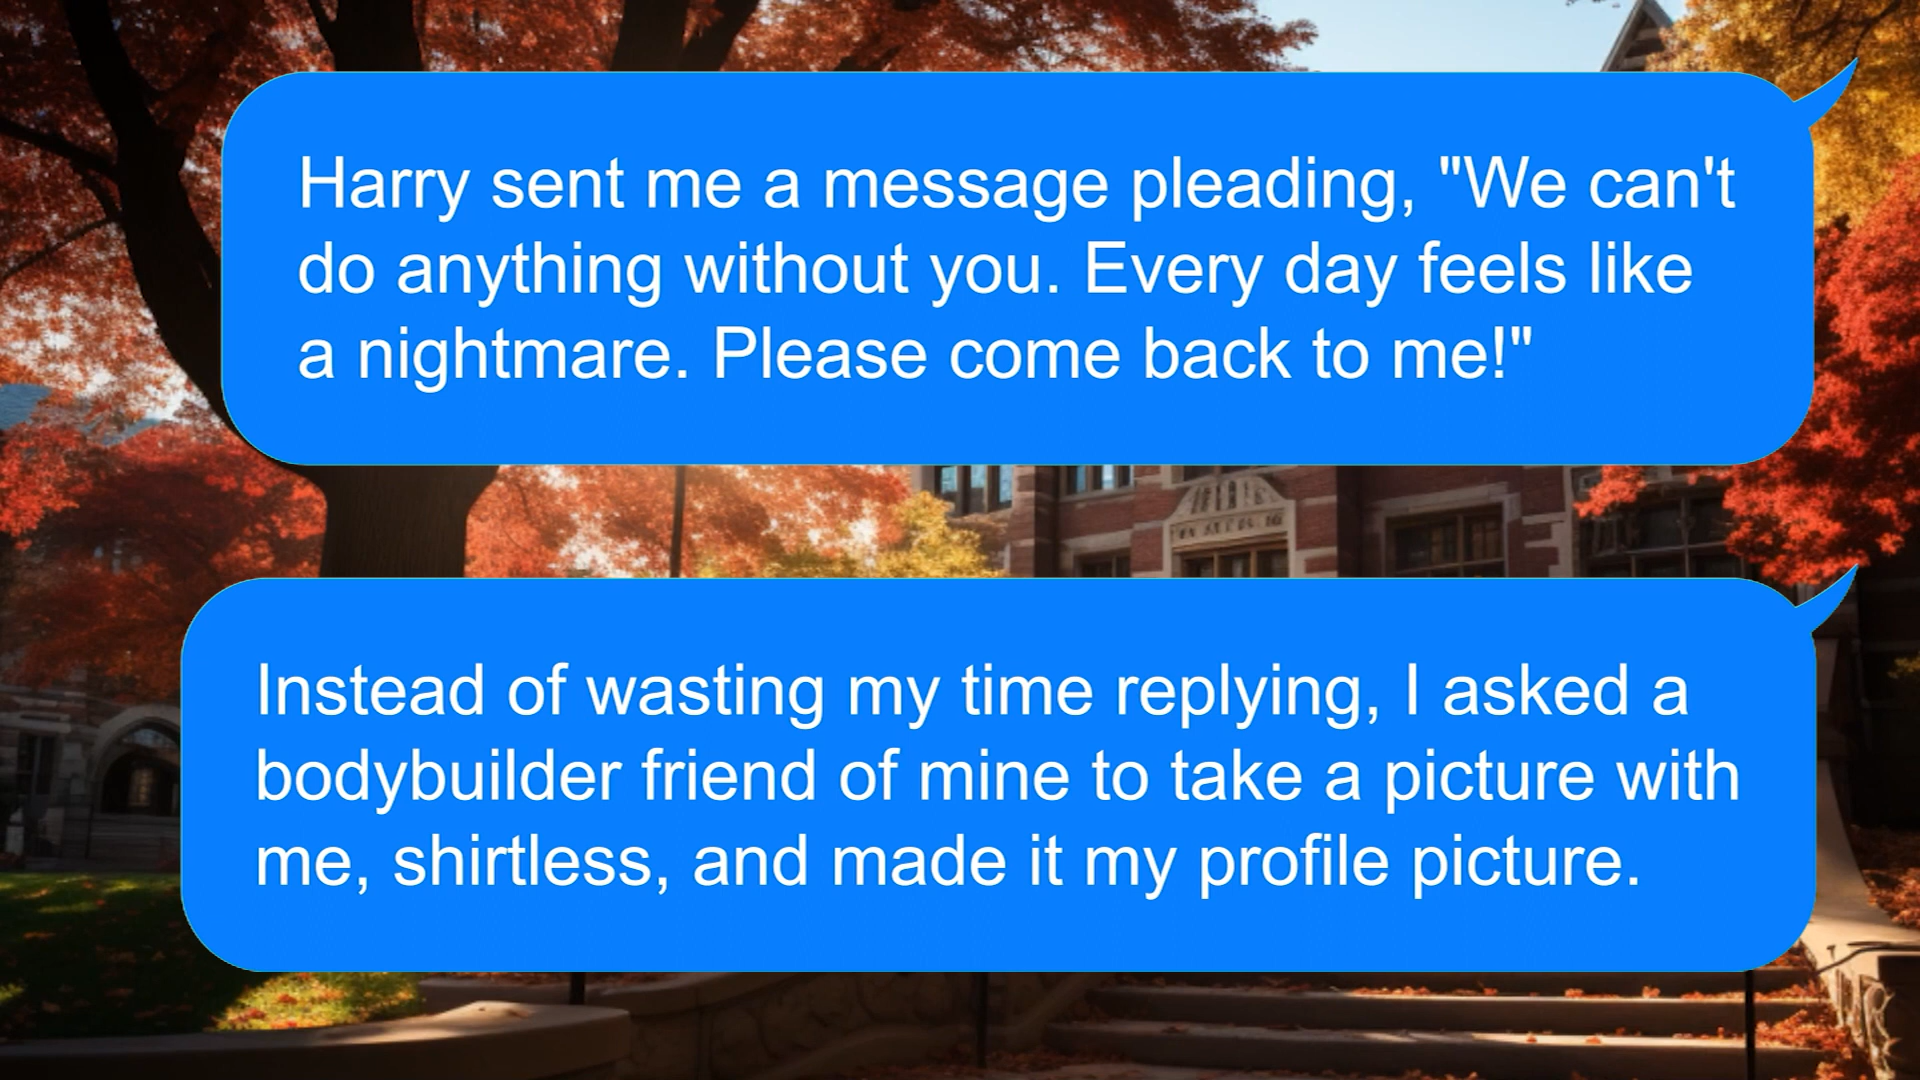 Harry sent me a message pleading, "We can't
do anything without you. Every day feels like
a nightmare. Please come back to me!"
Instead of wasting my time replying, I asked a
bodybuilder friend of mine to take a picture with
me, shirtless, and made it my profile picture.